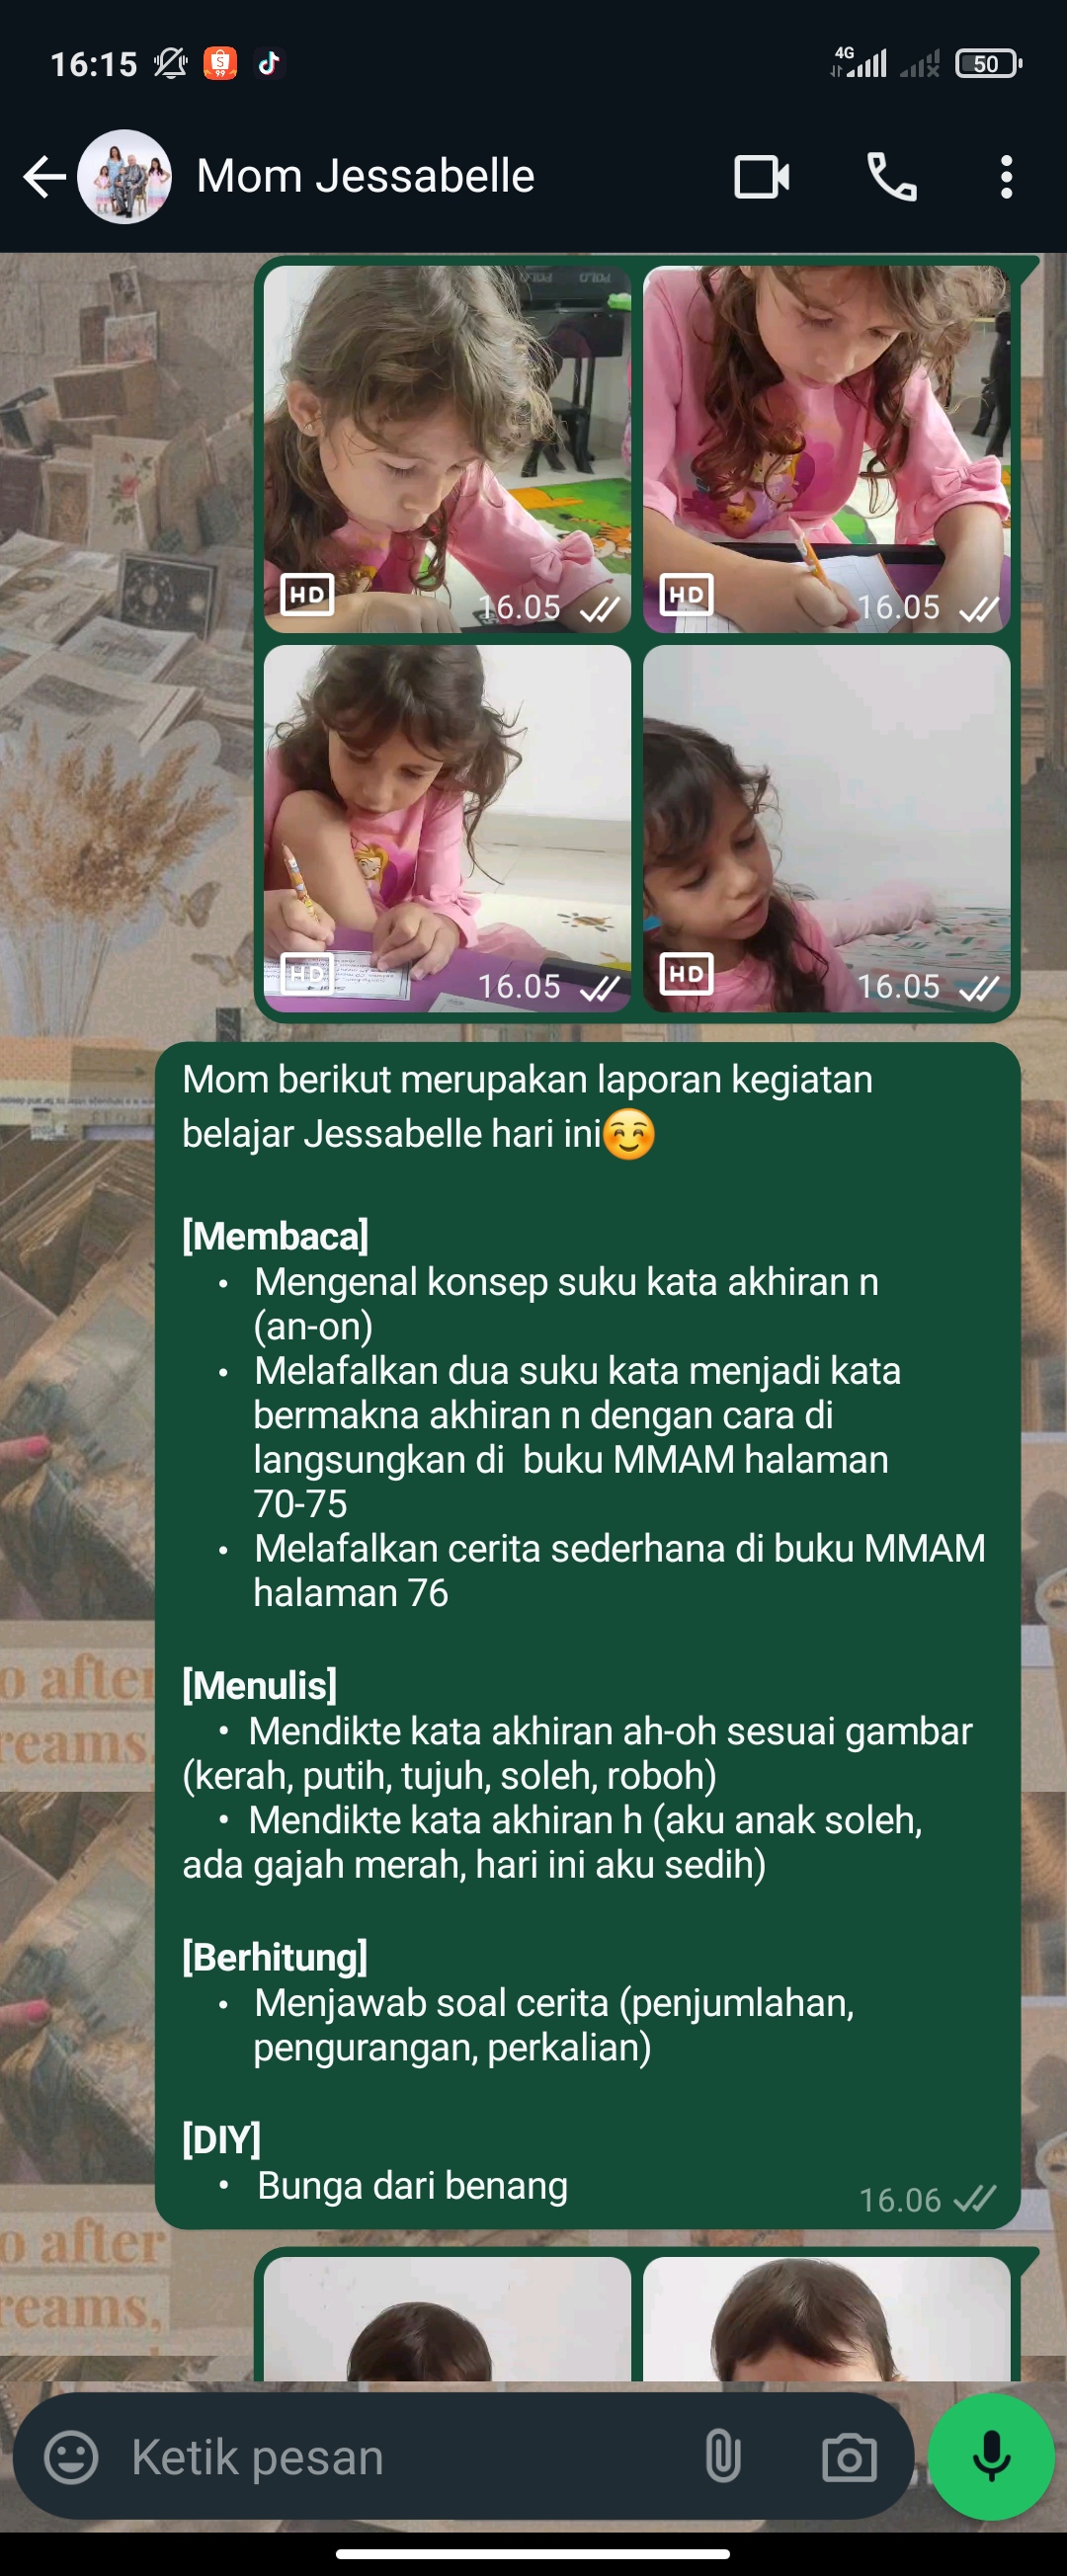 16:15
4G
50
Mom Jessabelle
HD 16.05
HD 16.05
HD 16.05
HD 16.05
Mom berikut merupakan laporan kegiatan
belajar Jessabelle hari ini☺️
[Membaca]
• Mengenal konsep suku kata akhiran n
(an-on)
• Melafalkan dua suku kata menjadi kata
bermakna akhiran n dengan cara di
langsungkan di  buku MMAM halaman
70-75
• Melafalkan cerita sederhana di buku MMAM
halaman 76
[Menulis]
• Mendikte kata akhiran ah-oh sesuai gambar
(kerah, putih, tujuh, soleh, roboh)
• Mendikte kata akhiran h (aku anak soleh,
ada gajah merah, hari ini aku sedih)
[Berhitung]
• Menjawab soal cerita (penjumlahan,
pengurangan, perkalian)
[DIY]
• Bunga dari benang
16.06
o after
reams,
o after
reams,
Ketik pesan